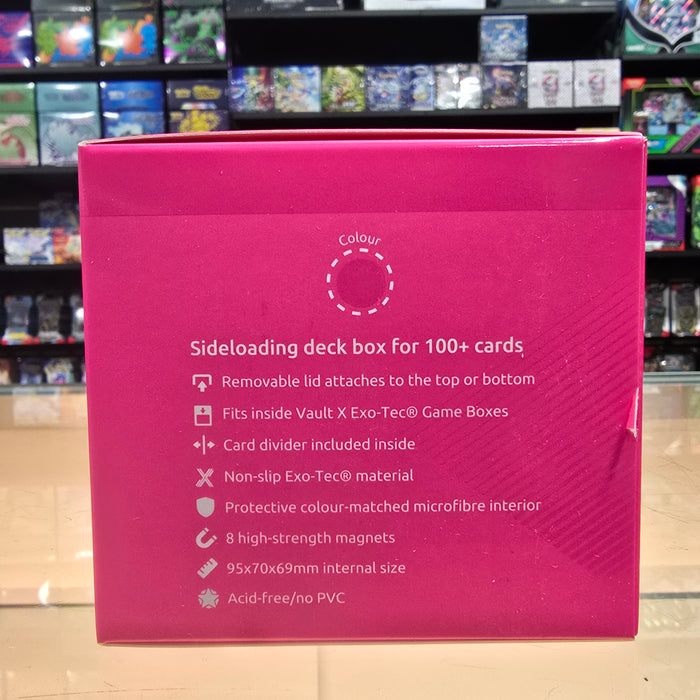 Colour
Sideloading deck box for 100+ cards
Removable lid attaches to the top or bottom
Fits inside Vault X Exo-Tec® Game Boxes
Card divider included inside
Non-slip Exo-Tec® material
Protective colour-matched microfibre interior
8 high-strength magnets
95x70x69mm internal size
Acid-free/no PVC